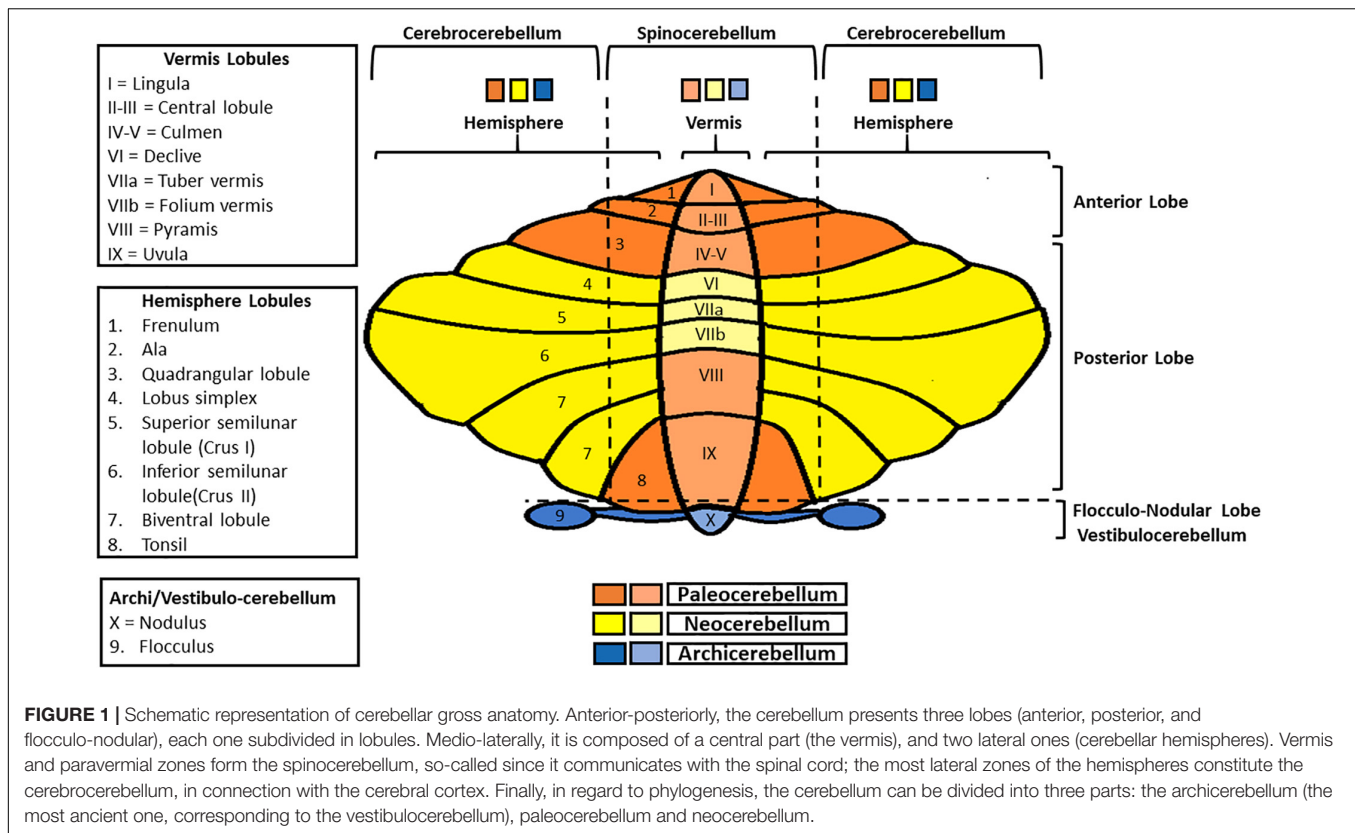 Cerebrocerebellum
Spinocerebellum
Cerebrocerebellum
Hemisphere
Vermis
Hemisphere
Vermis Lobules
I = Lingula
II-III = Central lobule
IV-V = Culmen
VI = Declive
VIIa = Tuber vermis
VIIb = Folium vermis
VIII = Pyramis
IX = Uvula
Hemisphere Lobules
1. Frenulum
2. Ala
3. Quadrangular lobule
4. Lobus simplex
5. Superior semilunar
lobule (Crus I)
6. Inferior semilunar
lobule(Crus II)
7. Biventral lobule
8. Tonsil
Archi/Vestibulo-cerebellum
X = Nodulus
9. Flocculus
1
I
2
II-III
3
IV-V
4
VI
5
VIIa
6
VIIb
7
VIII
7
IX
8
9
X
Anterior Lobe
Posterior Lobe
Flocculo-Nodular Lobe
Vestibulocerebellum
Paleocerebellum
Neocerebellum
Archicerebellum
FIGURE 1 | Schematic representation of cerebellar gross anatomy. Anterior-posteriorly, the cerebellum presents three lobes (anterior, posterior, and
flocculo-nodular), each one subdivided in lobules. Medio-laterally, it is composed of a central part (the vermis), and two lateral ones (cerebellar hemispheres). Vermis
and paravermial zones form the spinocerebellum, so-called since it communicates with the spinal cord; the most lateral zones of the hemispheres constitute the
cerebrocerebellum, in connection with the cerebral cortex. Finally, in regard to phylogenesis, the cerebellum can be divided into three parts: the archicerebellum (the
most ancient one, corresponding to the vestibulocerebellum), paleocerebellum and neocerebellum.